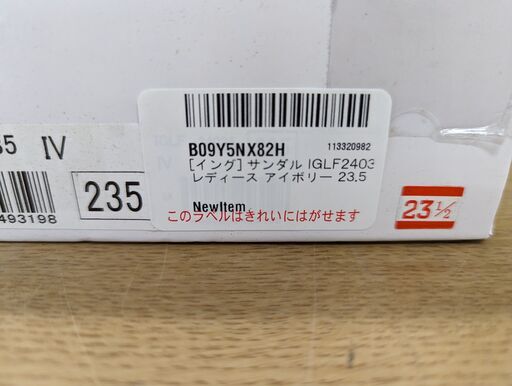 35 IV
235
493198
B09Y5NX82H
113320982
[イング] サンダル IGLF2403
レディース アイボリー 23.5
NewItem
このラベルはきれいにはがせます
23½